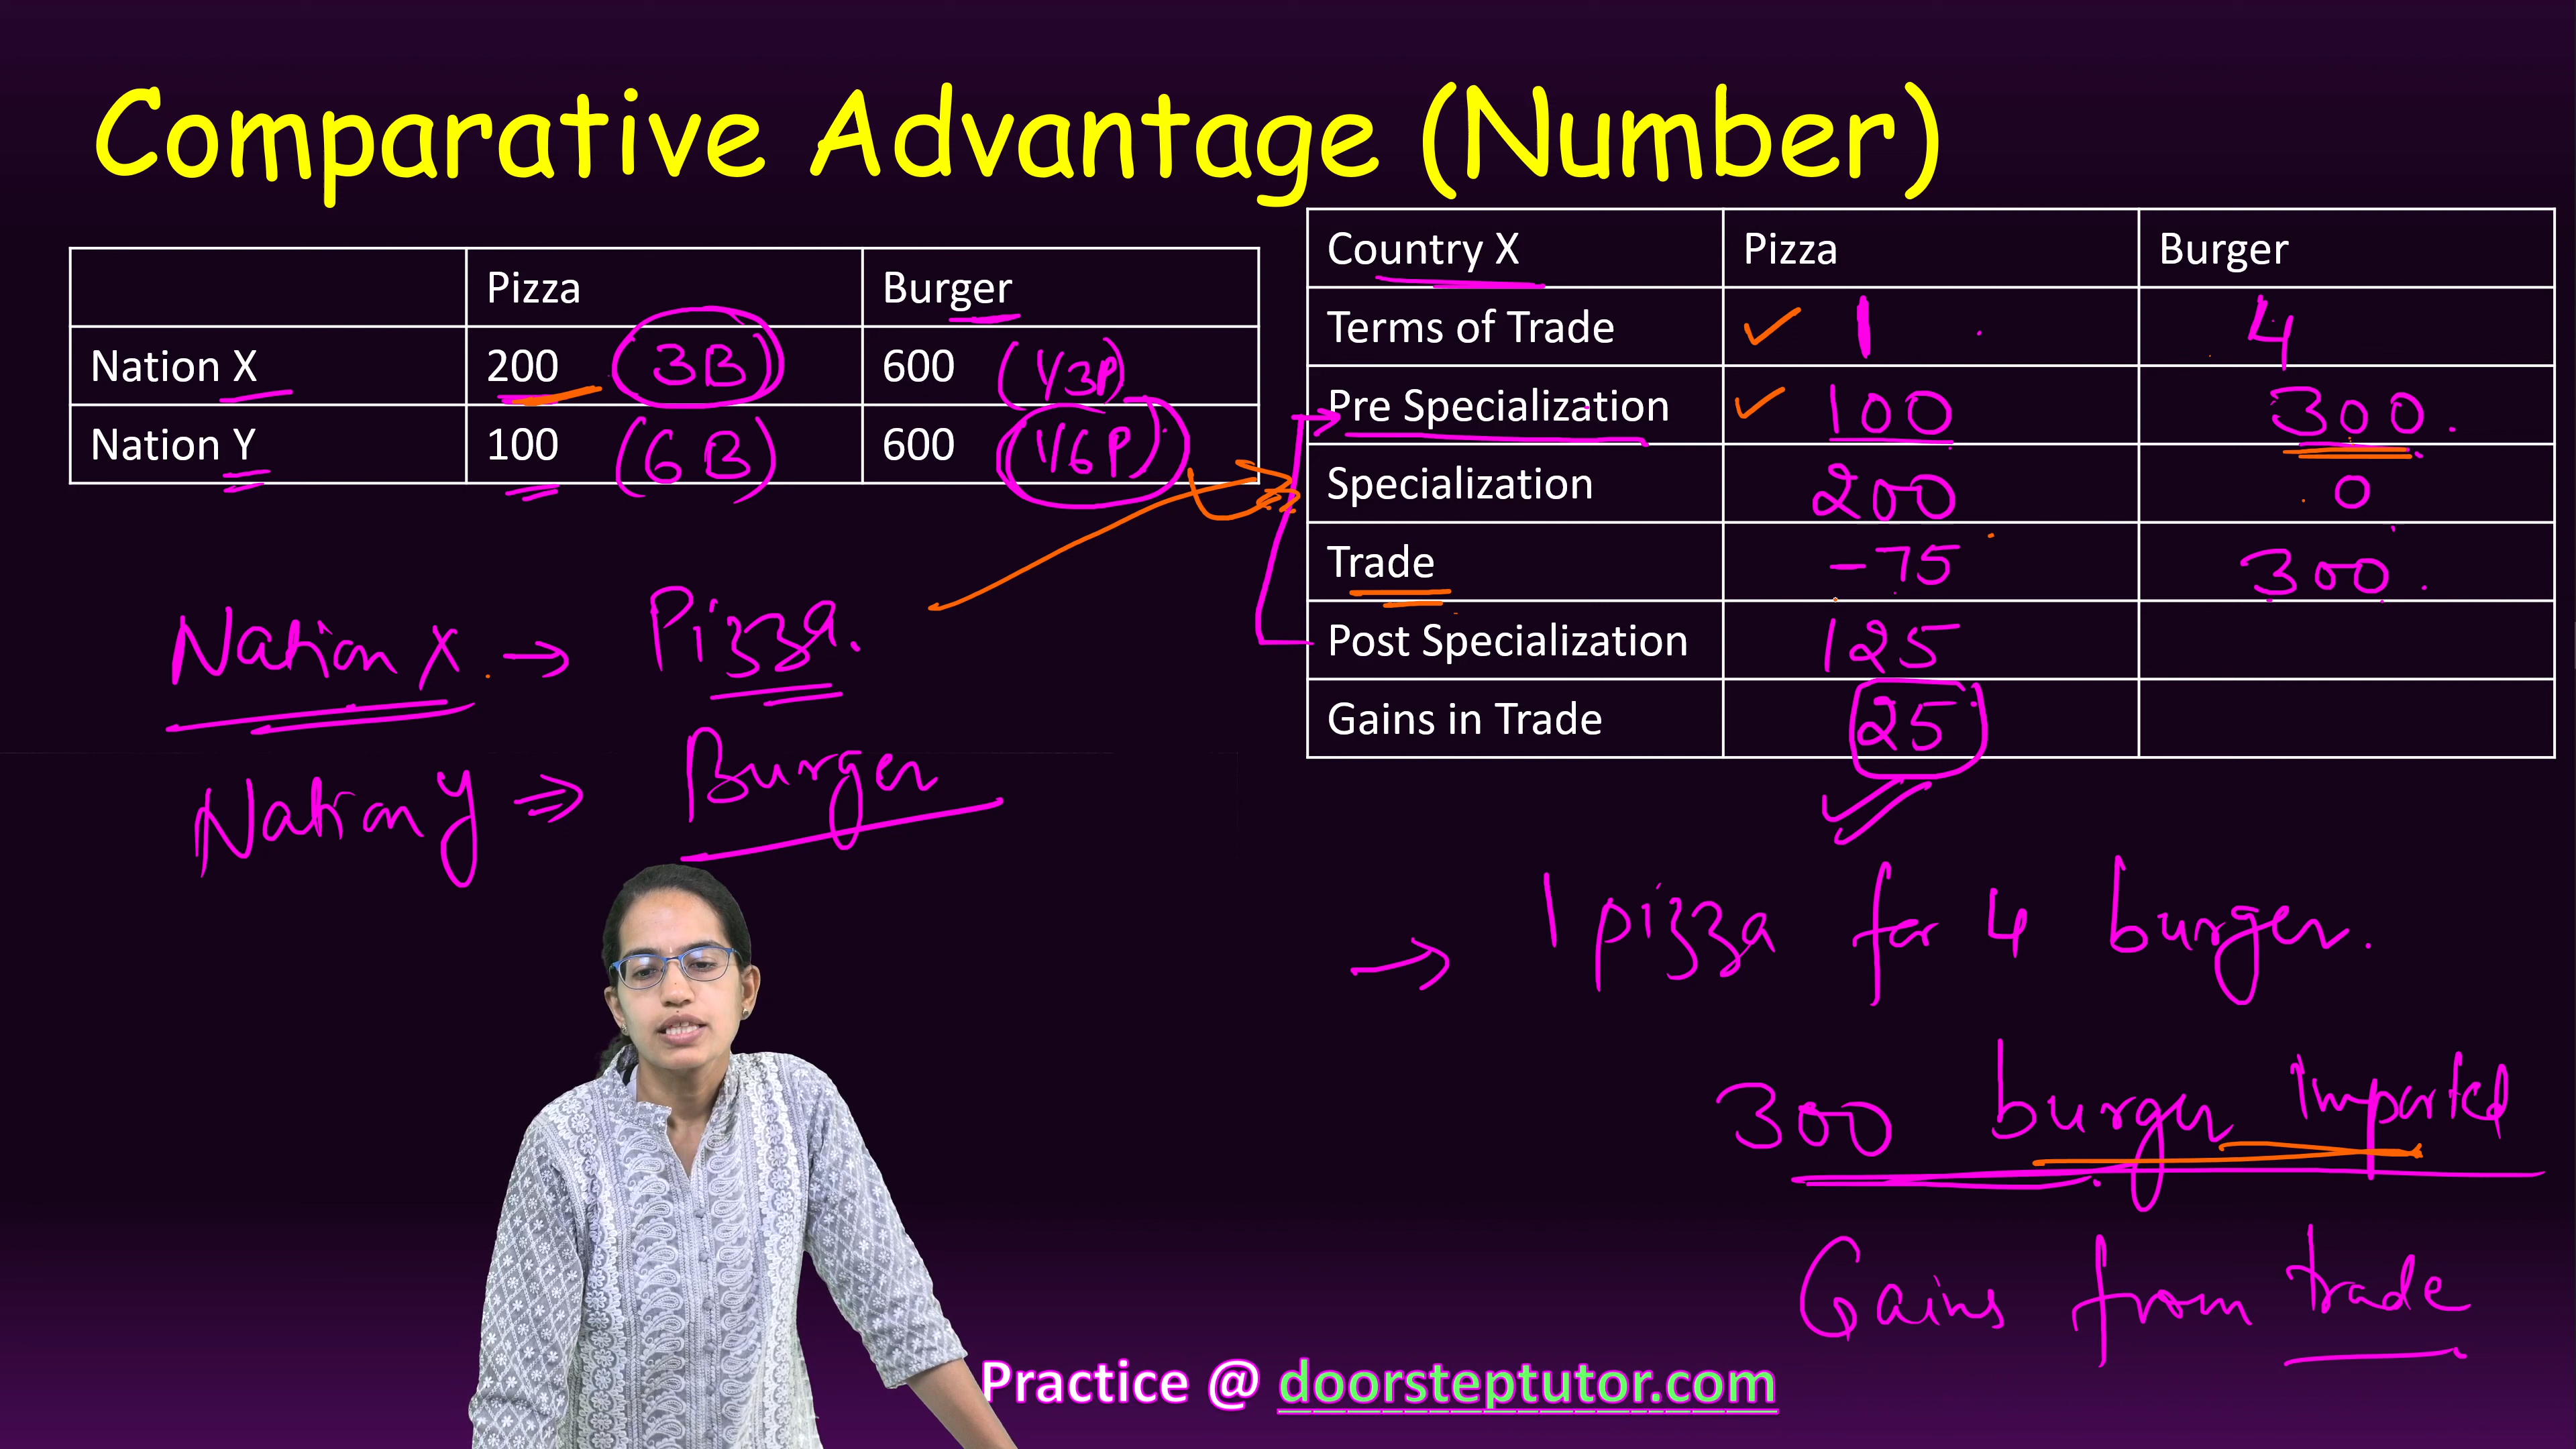 Comparative Advantage (Number)
Pizza Burger
Nation X 200 (3B) 600 (1/3P)
Nation Y 100 (6B) 600 (1/6P)
Country X Pizza Burger
Terms of Trade 1 4
Pre Specialization 100 300.
Specialization 200 0
Trade -75 300.
Post Specialization 125
Gains in Trade 25
Nation X → Pizza.
Nation Y ⇒ Burger
→ 1 pizza for 4 burger.
300 burger Imported
Gains from trade
Practice @ doorsteptutor.com